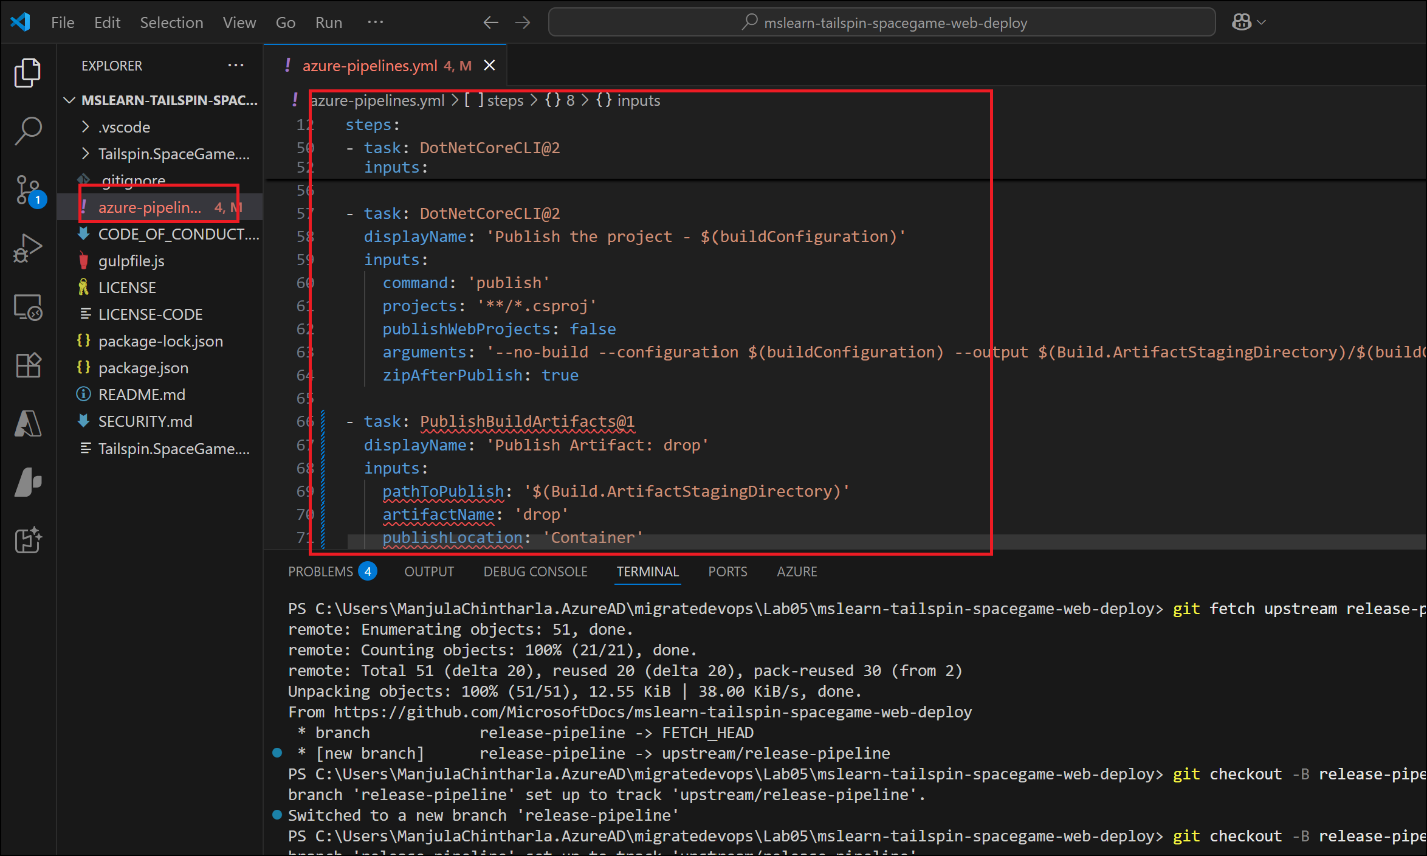 File Edit Selection View Go Run ··· mslearn-tailspin-spacegame-web-deploy
EXPLORER ···
MSLEARN-TAILSPIN-SPAC...
.vscode
Tailspin.SpaceGame....
.gitignore
azure-pipelin... 4, M
CODE_OF_CONDUCT....
gulpfile.js
LICENSE
LICENSE-CODE
package-lock.json
package.json
README.md
SECURITY.md
Tailspin.SpaceGame....
1
! azure-pipelines.yml 4, M
! azure-pipelines.yml > [ ] steps > {} 8 > {} inputs
12 steps:
50 - task: DotNetCoreCLI@2
52 inputs:
56
57 - task: DotNetCoreCLI@2
58 displayName: 'Publish the project - $(buildConfiguration)'
59 inputs:
60 command: 'publish'
61 projects: '**/*.csproj'
62 publishWebProjects: false
63 arguments: '--no-build --configuration $(buildConfiguration) --output $(Build.ArtifactStagingDirectory)/$(buildC
64 zipAfterPublish: true
65
66 - task: PublishBuildArtifacts@1
67 displayName: 'Publish Artifact: drop'
68 inputs:
69 pathToPublish: '$(Build.ArtifactStagingDirectory)'
70 artifactName: 'drop'
71 publishLocation: 'Container'
PROBLEMS 4 OUTPUT DEBUG CONSOLE TERMINAL PORTS AZURE
PS C:\Users\ManjulaChintharla.AzureAD\migratedevops\Lab05\mslearn-tailspin-spacegame-web-deploy> git fetch upstream release-p
remote: Enumerating objects: 51, done.
remote: Counting objects: 100% (21/21), done.
remote: Total 51 (delta 20), reused 20 (delta 20), pack-reused 30 (from 2)
Unpacking objects: 100% (51/51), 12.55 KiB | 38.00 KiB/s, done.
From https://github.com/MicrosoftDocs/mslearn-tailspin-spacegame-web-deploy
* branch release-pipeline -> FETCH_HEAD
* [new branch] release-pipeline -> upstream/release-pipeline
PS C:\Users\ManjulaChintharla.AzureAD\migratedevops\Lab05\mslearn-tailspin-spacegame-web-deploy> git checkout -B release-pipe
branch 'release-pipeline' set up to track 'upstream/release-pipeline'.
Switched to a new branch 'release-pipeline'
PS C:\Users\ManjulaChintharla.AzureAD\migratedevops\Lab05\mslearn-tailspin-spacegame-web-deploy> git checkout -B release-pipe